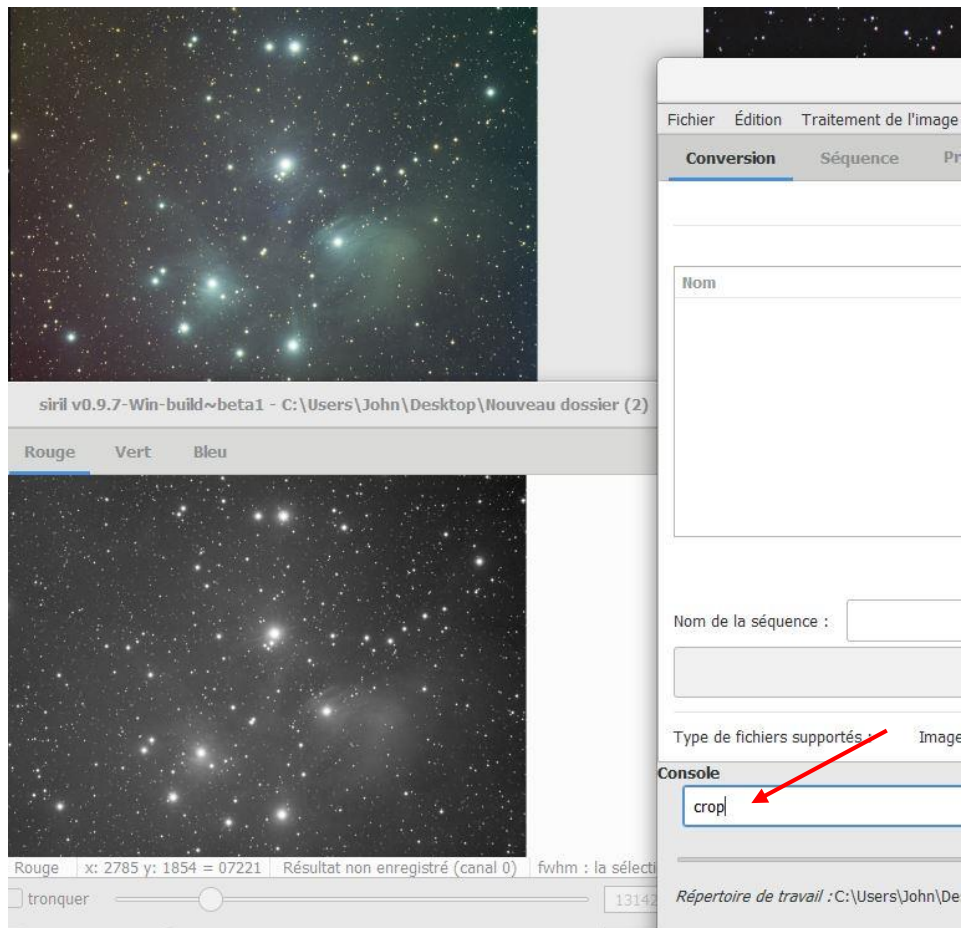 Fichier Édition Traitement de l'image
Conversion Séquence
Nom
siril v0.9.7-Win-build~beta1 - C:\Users\John\Desktop\Nouveau dossier (2)
Rouge Vert Bleu
Nom de la séquence :
Type de fichiers supportés :
Console
crop
Rouge x: 2785 y: 1854 = 07221 Résultat non enregistré (canal 0) fwhm : la sélecti
tronquer 13142
Répertoire de travail : C:\Users\John\De